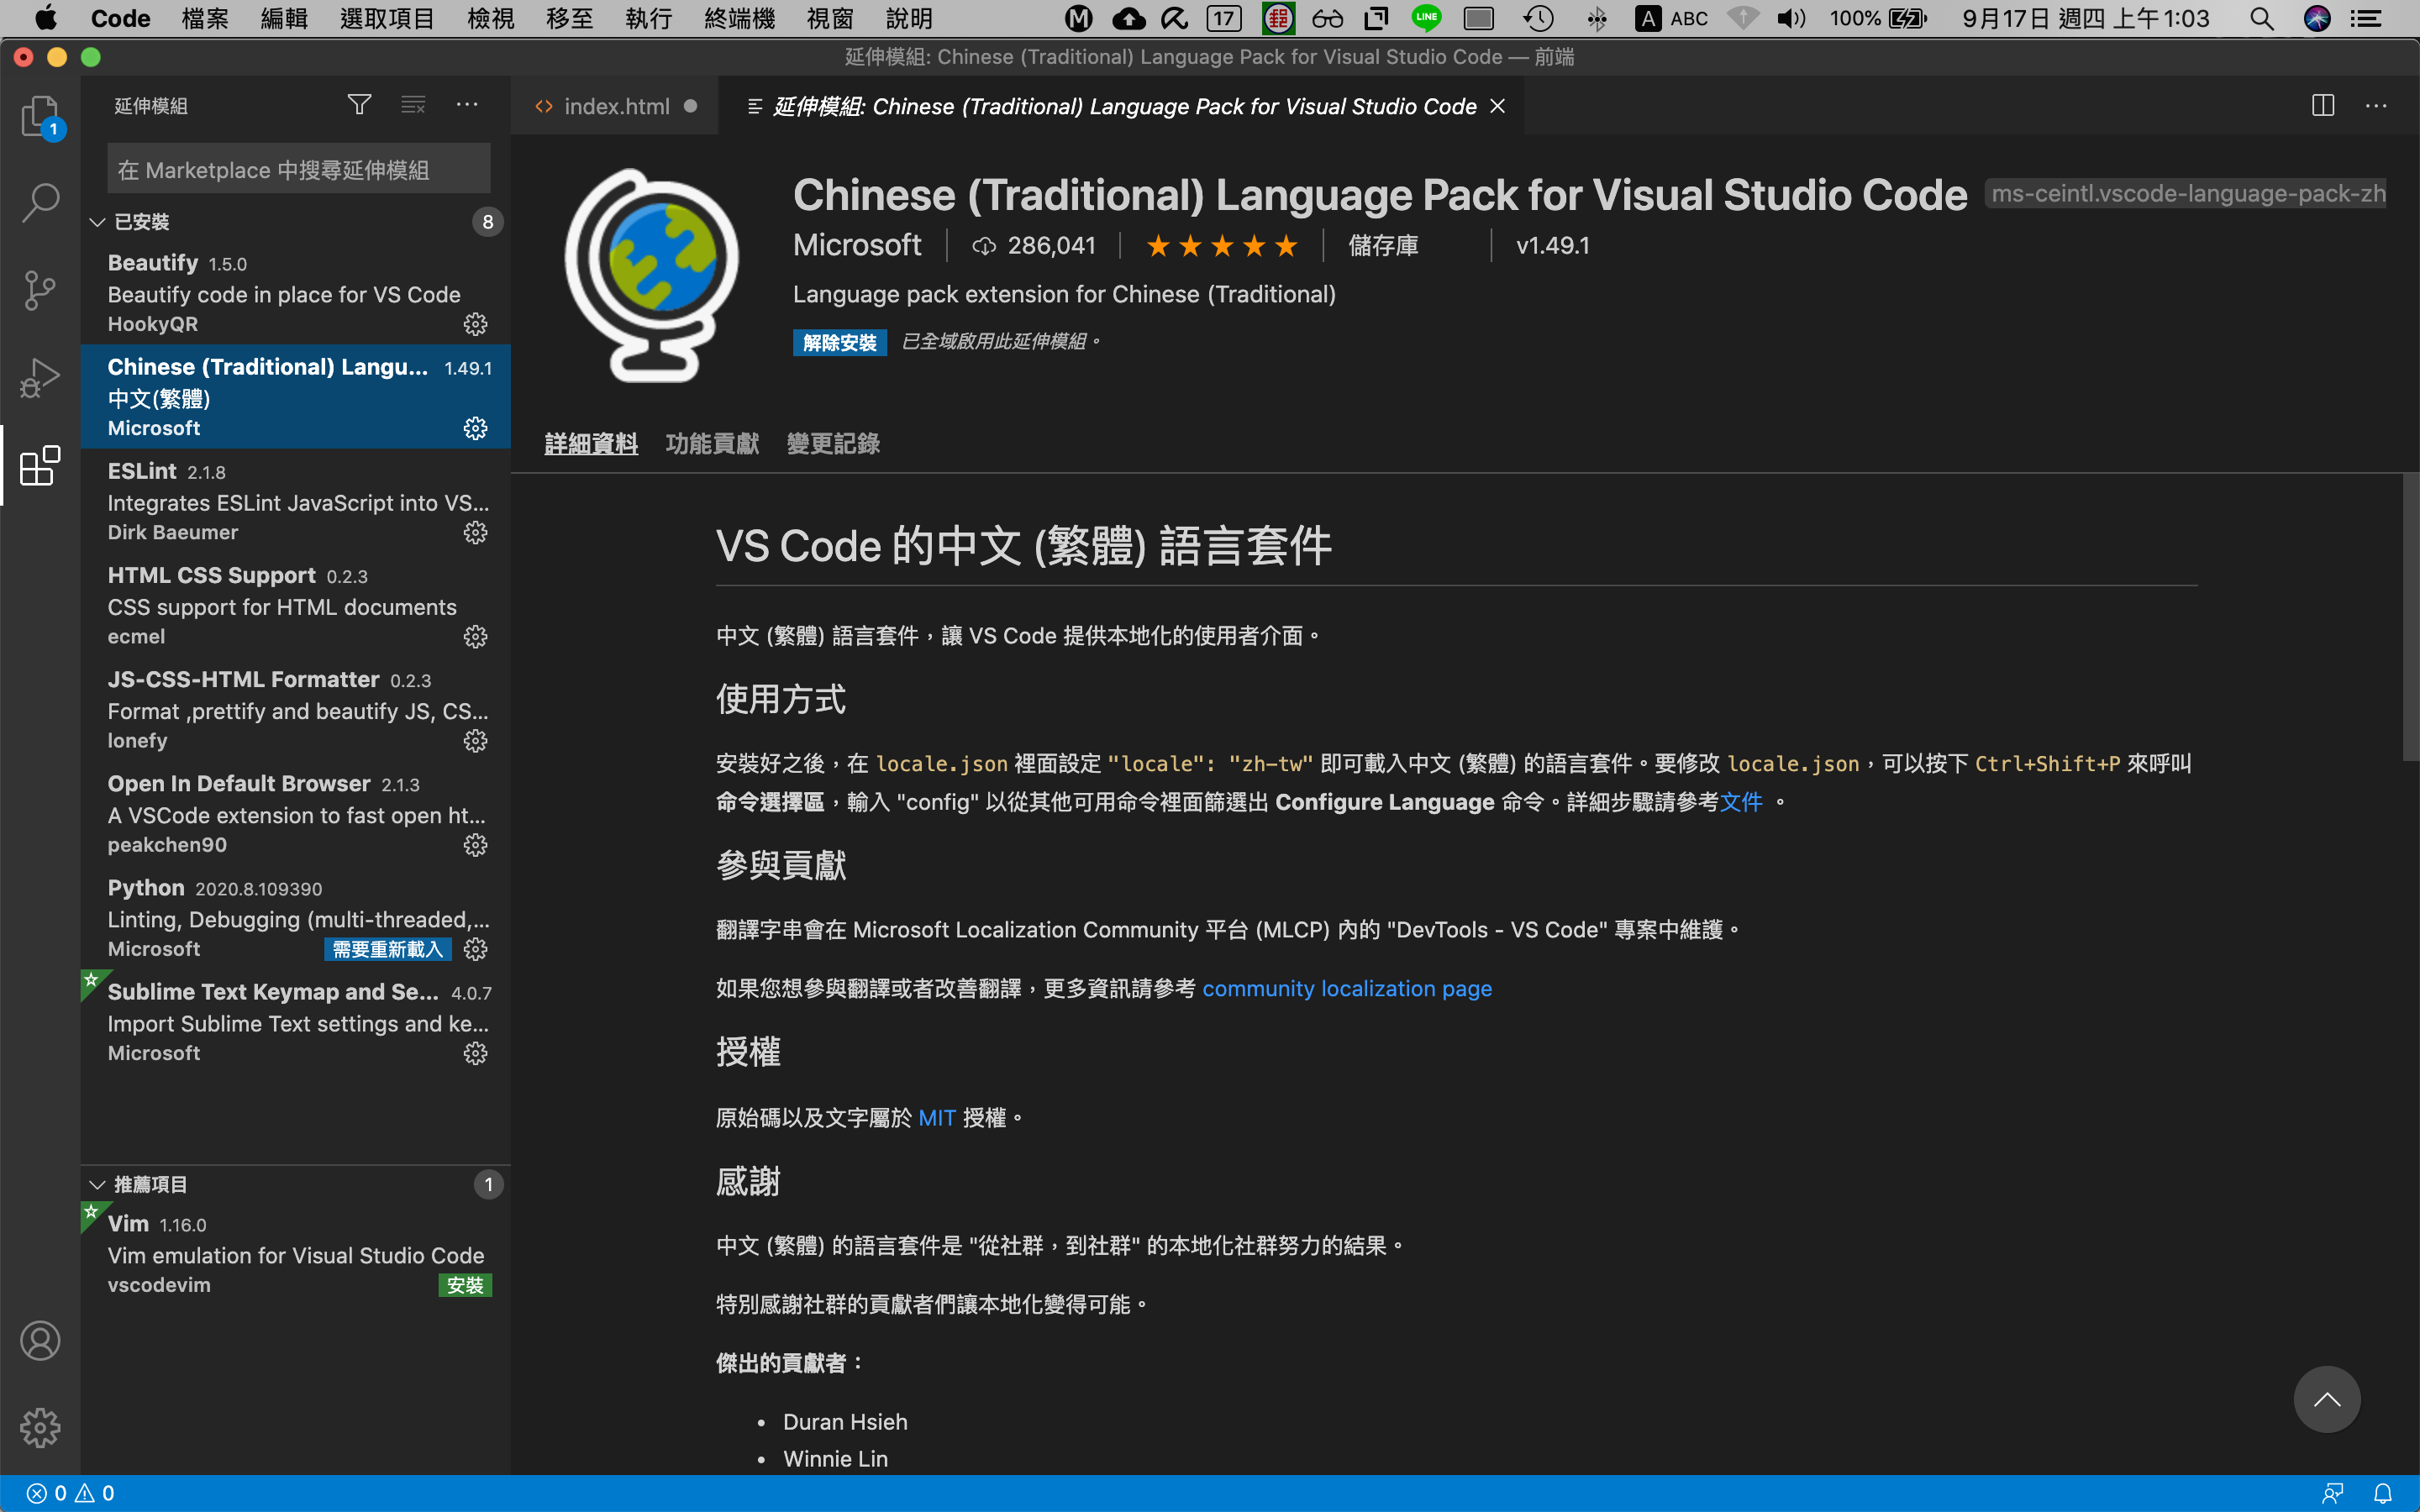 Code 檔案 編輯 選取項目 檢視 移至 執行 終端機 視窗 說明 17 郵 LINE A ABC 100% 9月17日 週四 上午1:03
延伸模組: Chinese (Traditional) Language Pack for Visual Studio Code — 前端
1
延伸模組
在 Marketplace 中搜尋延伸模組
已安裝 8
Beautify 1.5.0
Beautify code in place for VS Code
HookyQR
Chinese (Traditional) Langu... 1.49.1
中文(繁體)
Microsoft
ESLint 2.1.8
Integrates ESLint JavaScript into VS...
Dirk Baeumer
HTML CSS Support 0.2.3
CSS support for HTML documents
ecmel
JS-CSS-HTML Formatter 0.2.3
Format ,prettify and beautify JS, CS...
lonefy
Open In Default Browser 2.1.3
A VSCode extension to fast open ht...
peakchen90
Python 2020.8.109390
Linting, Debugging (multi-threaded,...
Microsoft 需要重新載入
Sublime Text Keymap and Se... 4.0.7
Import Sublime Text settings and ke...
Microsoft
推薦項目 1
Vim 1.16.0
Vim emulation for Visual Studio Code
vscodevim 安裝
index.html
延伸模組: Chinese (Traditional) Language Pack for Visual Studio Code
Chinese (Traditional) Language Pack for Visual Studio Code ms-ceintl.vscode-language-pack-zh
Microsoft 286,041 儲存庫 v1.49.1
Language pack extension for Chinese (Traditional)
解除安裝 已全域啟用此延伸模組。
詳細資料 功能貢獻 變更記錄
VS Code 的中文 (繁體) 語言套件
中文 (繁體) 語言套件，讓 VS Code 提供本地化的使用者介面。
使用方式
安裝好之後，在 locale.json 裡面設定 "locale": "zh-tw" 即可載入中文 (繁體) 的語言套件。要修改 locale.json，可以按下 Ctrl+Shift+P 來呼叫
命令選擇區，輸入 "config" 以從其他可用命令裡面篩選出 Configure Language 命令。詳細步驟請參考文件 。
參與貢獻
翻譯字串會在 Microsoft Localization Community 平台 (MLCP) 內的 "DevTools - VS Code" 專案中維護。
如果您想參與翻譯或者改善翻譯，更多資訊請參考 community localization page
授權
原始碼以及文字屬於 MIT 授權。
感謝
中文 (繁體) 的語言套件是 "從社群，到社群" 的本地化社群努力的結果。
特別感謝社群的貢獻者們讓本地化變得可能。
傑出的貢獻者：
• Duran Hsieh
• Winnie Lin
0 0